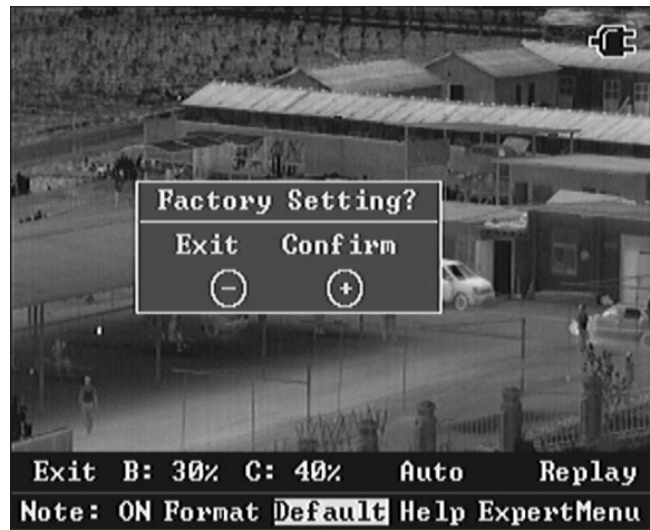 Factory Setting?
Exit Confirm
- +
Exit B: 30% C: 40% Auto Replay
Note: ON Format Default Help ExpertMenu